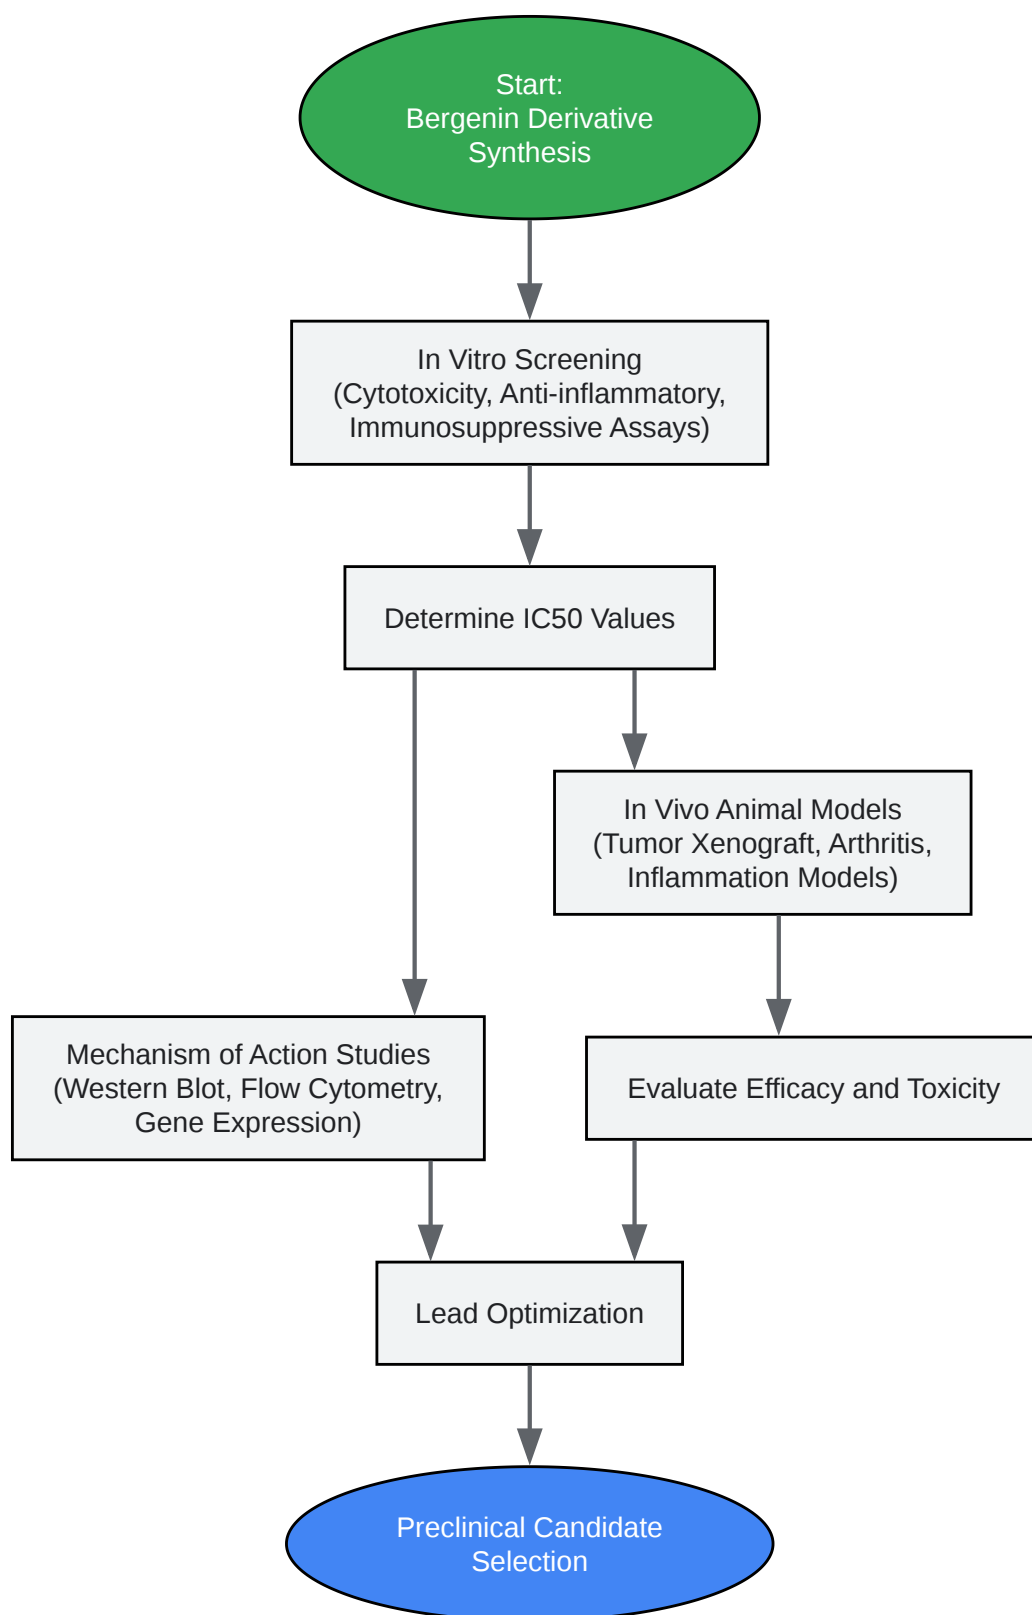 Start:
Bergenin Derivative
Synthesis
In Vitro Screening
(Cytotoxicity, Anti-inflammatory,
Immunosuppressive Assays)
Determine IC50 Values
In Vivo Animal Models
(Tumor Xenograft, Arthritis,
Inflammation Models)
Mechanism of Action Studies
(Western Blot, Flow Cytometry,
Gene Expression)
Evaluate Efficacy and Toxicity
Lead Optimization
Preclinical Candidate
Selection